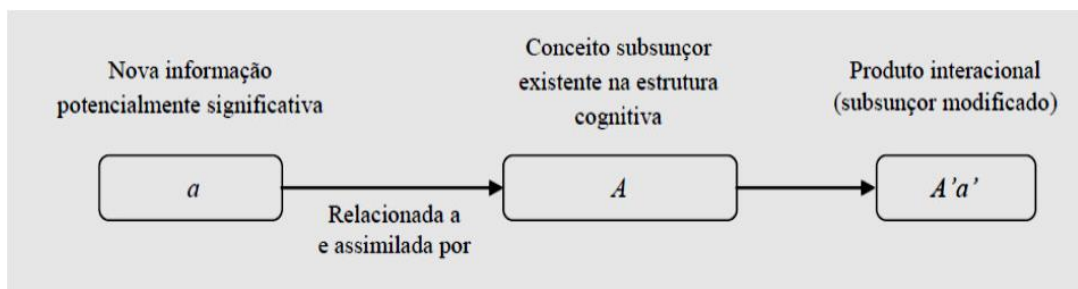 Nova informação
potencialmente significativa
Conceito subsunçor
existente na estrutura
cognitiva
Produto interacional
(subsunçor modificado)
a
Relacionada a
e assimilada por
A
A’a’